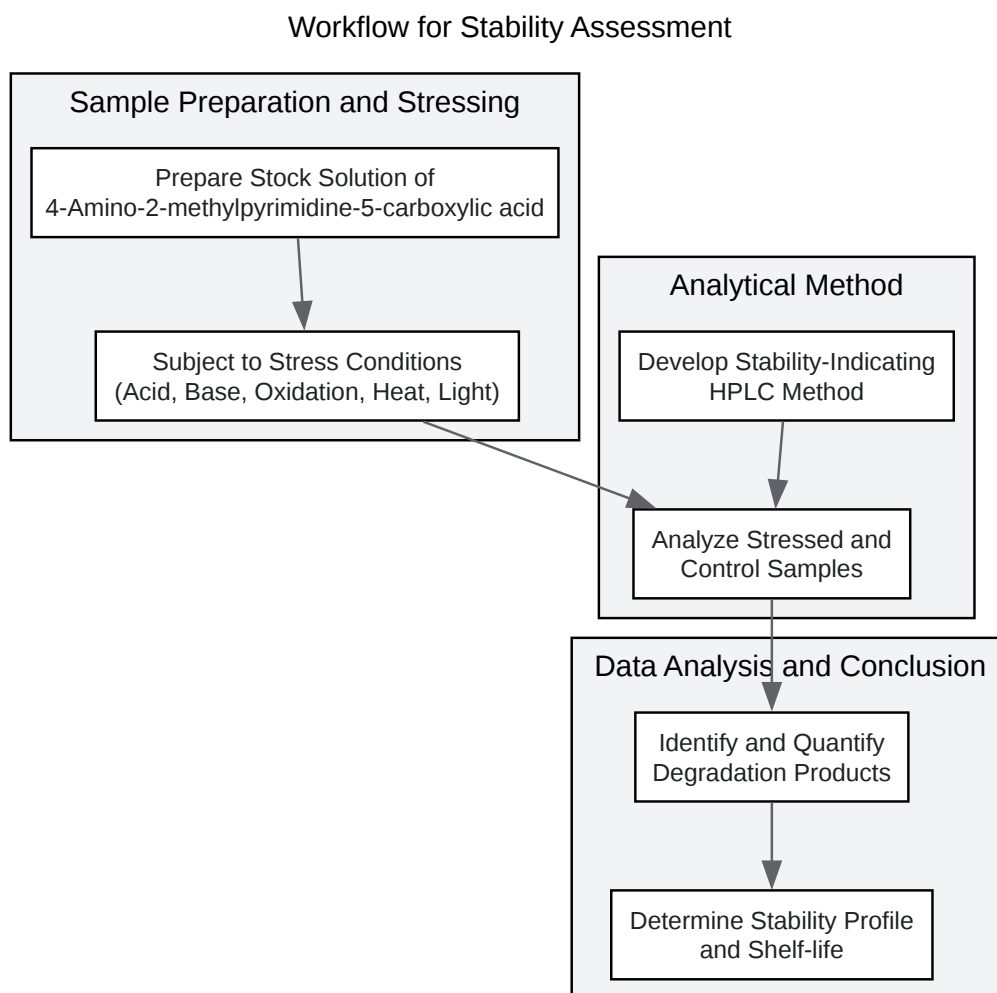 Workflow for Stability Assessment
Sample Preparation and Stressing
Prepare Stock Solution of
4-Amino-2-methylpyrimidine-5-carboxylic acid
Subject to Stress Conditions
(Acid, Base, Oxidation, Heat, Light)
Analytical Method
Develop Stability-Indicating
HPLC Method
Analyze Stressed and
Control Samples
Data Analysis and Conclusion
Identify and Quantify
Degradation Products
Determine Stability Profile
and Shelf-life